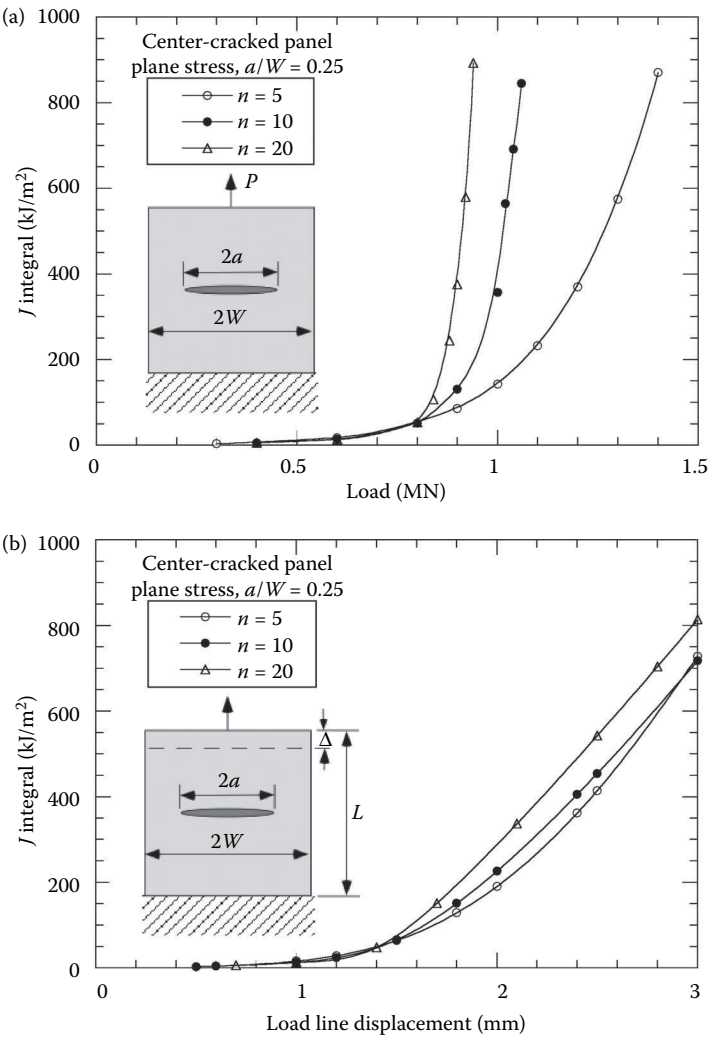 (a)
1000
800
600
400
200
0
J integral (kJ/m²)
Center-cracked panel
plane stress, a/W = 0.25
n = 5
n = 10
n = 20
P
2a
2W
0 0.5 1 1.5
Load (MN)
(b)
1000
800
600
400
200
0
J integral (kJ/m²)
Center-cracked panel
plane stress, a/W = 0.25
n = 5
n = 10
n = 20
Δ
2a
L
2W
0 1 2 3
Load line displacement (mm)